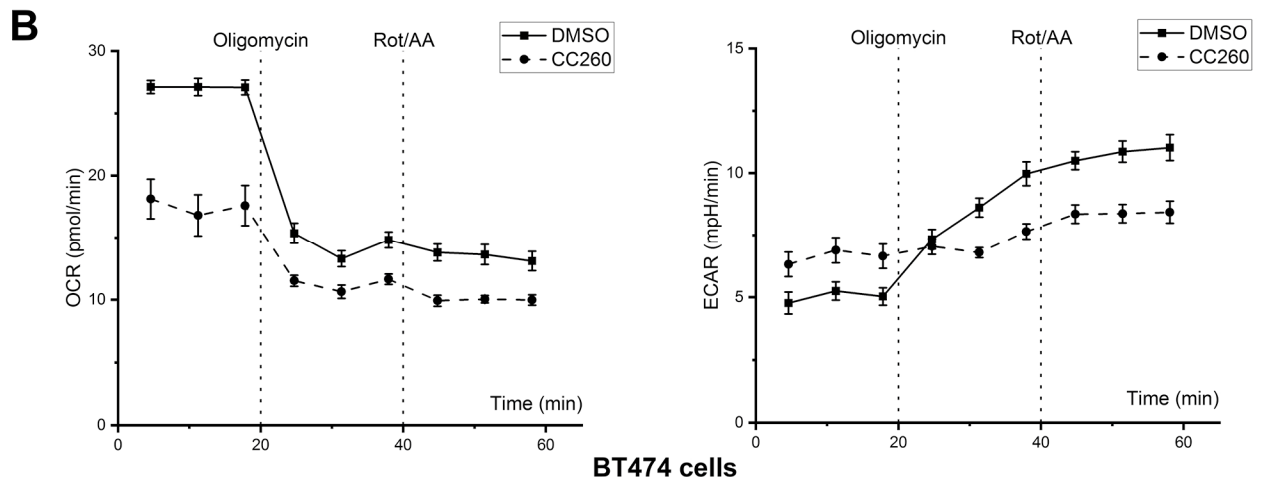 B
Oligomycin Rot/AA
DMSO
CC260
30
20
10
0
OCR (pmol/min)
Time (min)
0 20 40 60
Oligomycin Rot/AA
DMSO
CC260
15
10
5
0
ECAR (mpH/min)
Time (min)
0 20 40 60
BT474 cells